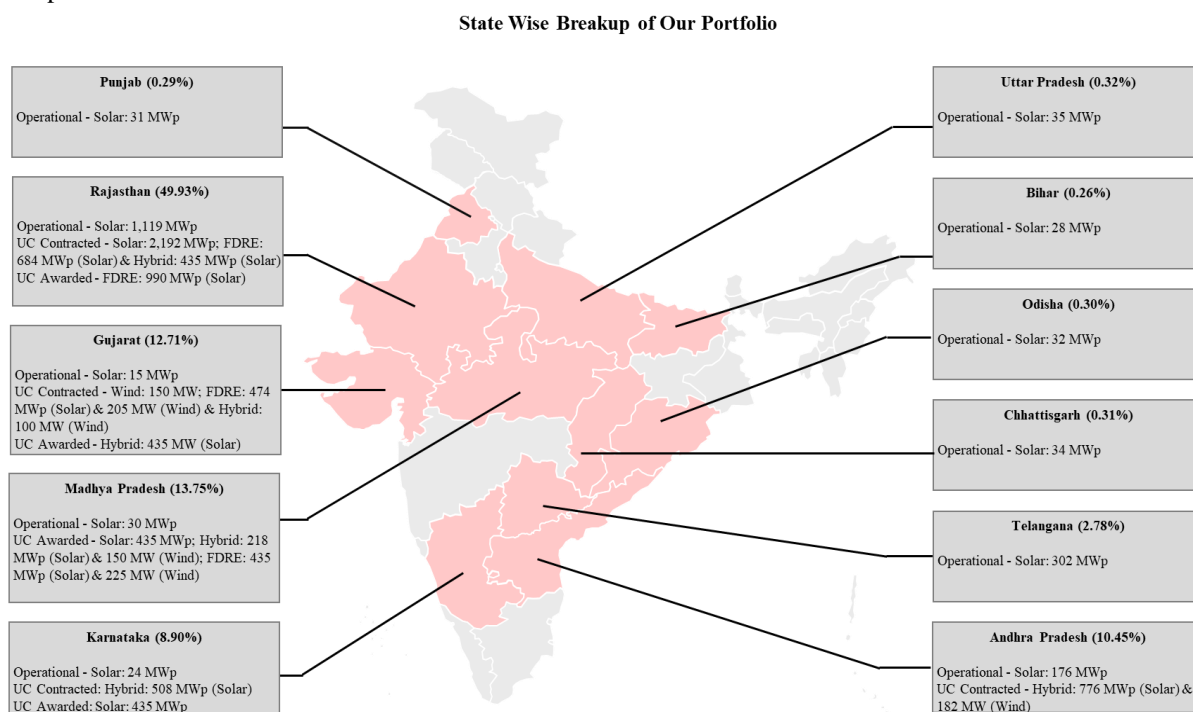 State Wise Breakup of Our Portfolio
Punjab (0.29%)
Operational - Solar: 31 MWp
Rajasthan (49.93%)
Operational - Solar: 1,119 MWp
UC Contracted - Solar: 2,192 MWp; FDRE:
684 MWp (Solar) & Hybrid: 435 MWp (Solar)
UC Awarded - FDRE: 990 MWp (Solar)
Gujarat (12.71%)
Operational - Solar: 15 MWp
UC Contracted - Wind: 150 MW; FDRE: 474
MWp (Solar) & 205 MW (Wind) & Hybrid:
100 MW (Wind)
UC Awarded - Hybrid: 435 MW (Solar)
Madhya Pradesh (13.75%)
Operational - Solar: 30 MWp
UC Awarded - Solar: 435 MWp; Hybrid: 218
MWp (Solar) & 150 MW (Wind); FDRE: 435
MWp (Solar) & 225 MW (Wind)
Karnataka (8.90%)
Operational - Solar: 24 MWp
UC Contracted: Hybrid: 508 MWp (Solar)
UC Awarded: Solar: 435 MWp
Uttar Pradesh (0.32%)
Operational - Solar: 35 MWp
Bihar (0.26%)
Operational - Solar: 28 MWp
Odisha (0.30%)
Operational - Solar: 32 MWp
Chhattisgarh (0.31%)
Operational - Solar: 34 MWp
Telangana (2.78%)
Operational - Solar: 302 MWp
Andhra Pradesh (10.45%)
Operational - Solar: 176 MWp
UC Contracted - Hybrid: 776 MWp (Solar) &
182 MW (Wind)